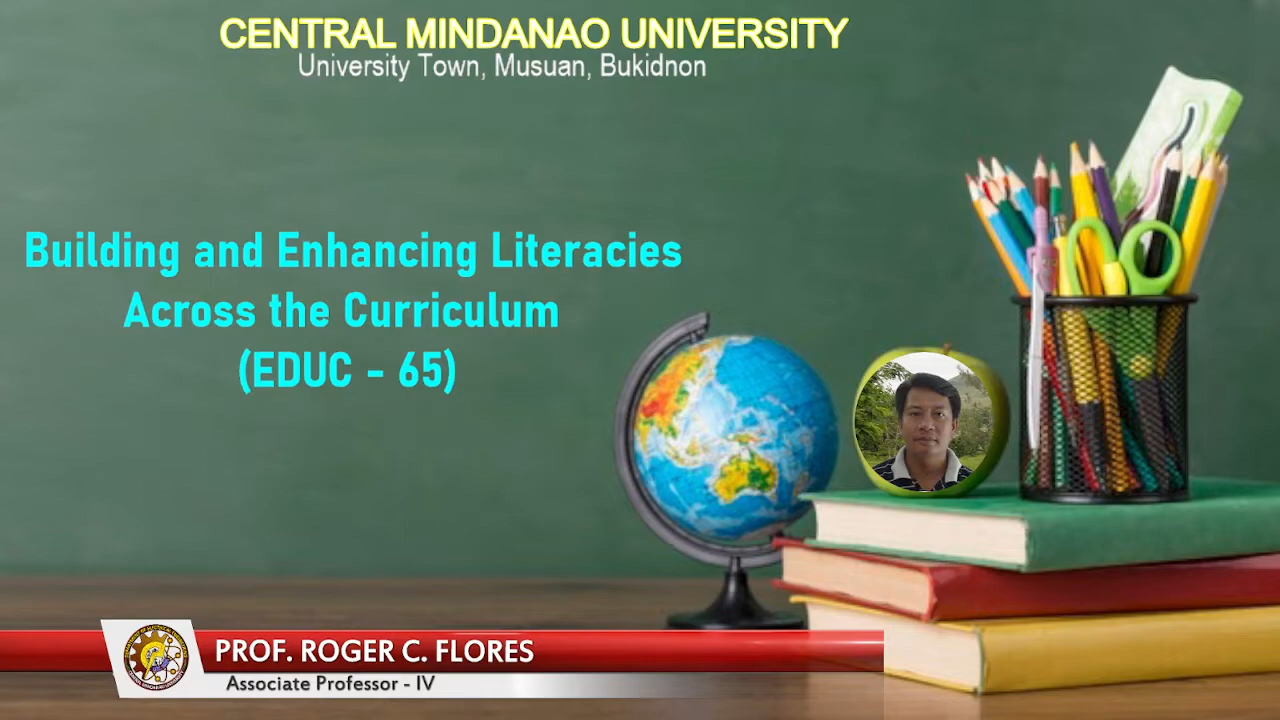 CENTRAL MINDANAO UNIVERSITY
University Town, Musuan, Bukidnon
Building and Enhancing Literacies
Across the Curriculum
(EDUC - 65)
PROF. ROGER C. FLORES
Associate Professor - IV